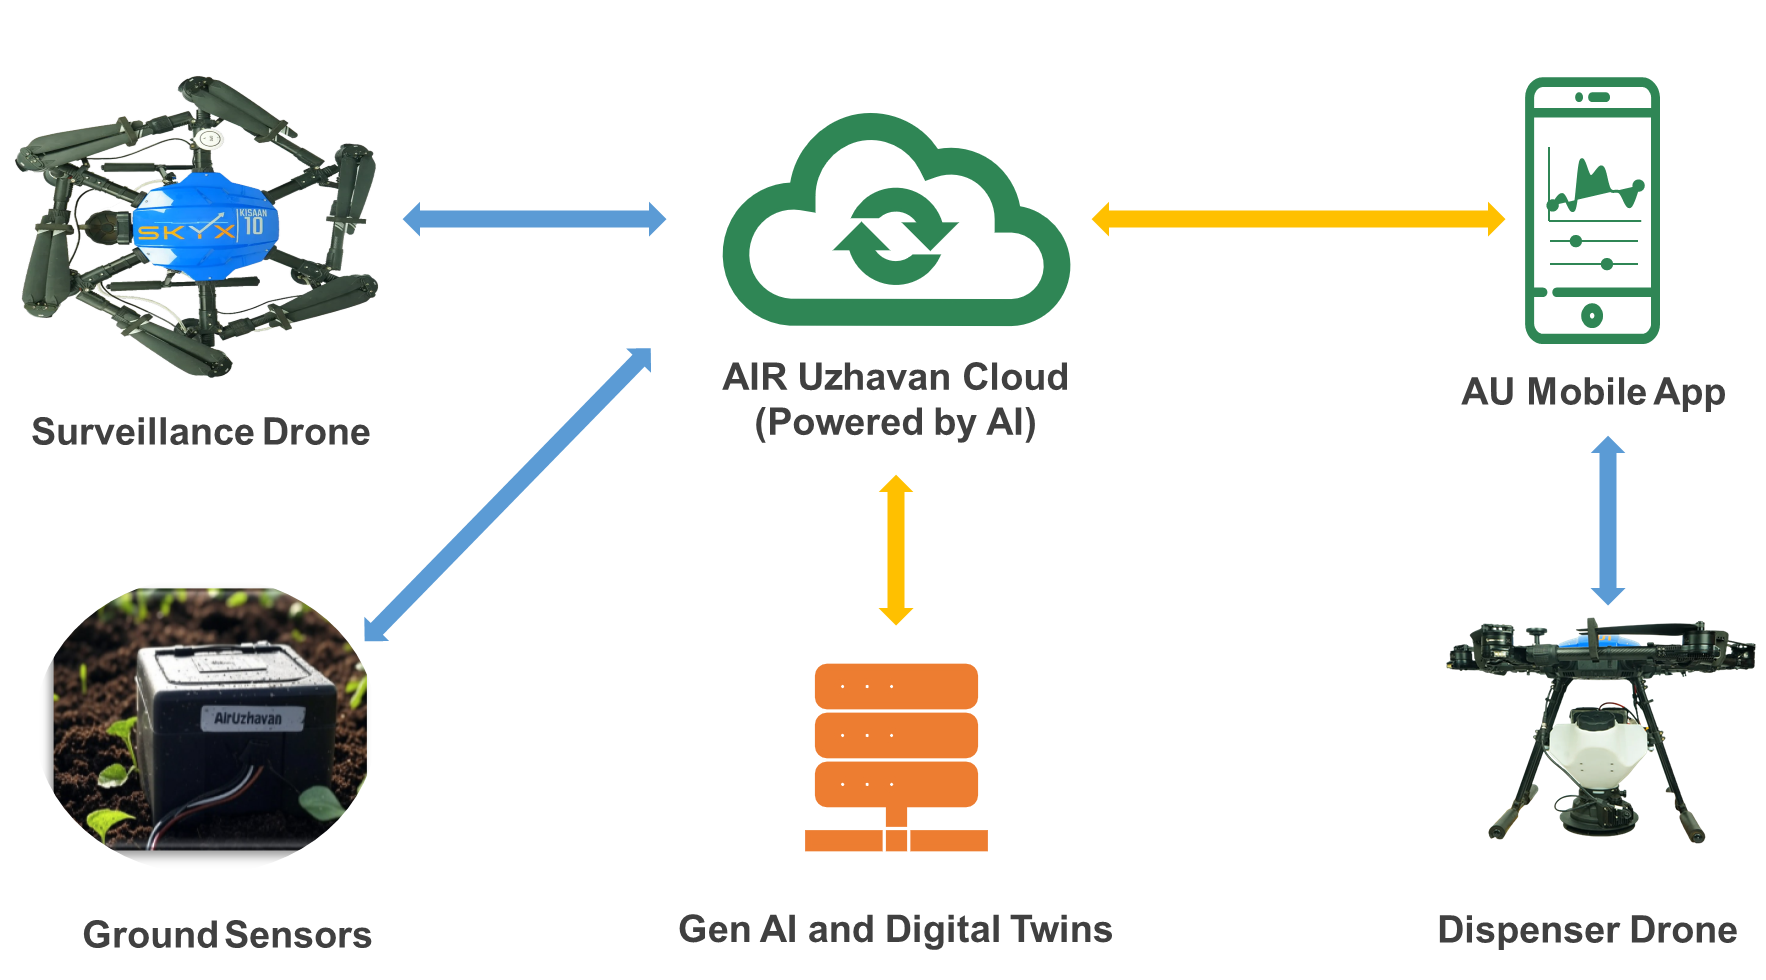 SKYX
KISAAN
10
AIR Uzhavan Cloud
(Powered by AI)
AU Mobile App
Surveillance Drone
AirUzhavan
Ground Sensors
Gen AI and Digital Twins
Dispenser Drone